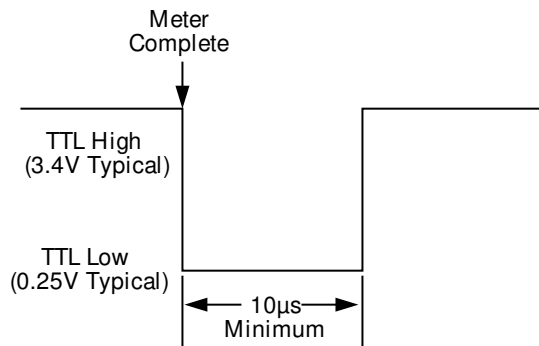 Meter
Complete
TTL High
(3.4V Typical)
TTL Low
(0.25V Typical)
10µs
Minimum